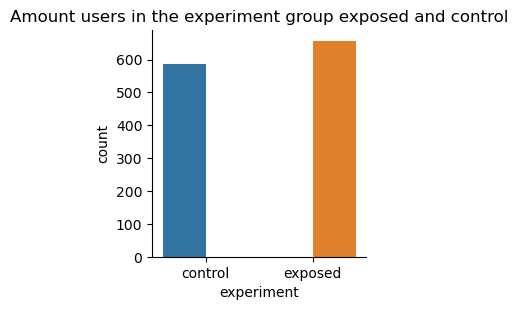 Amount users in the experiment group exposed and control
600
500
400
300
200
100
0
count
control exposed
experiment